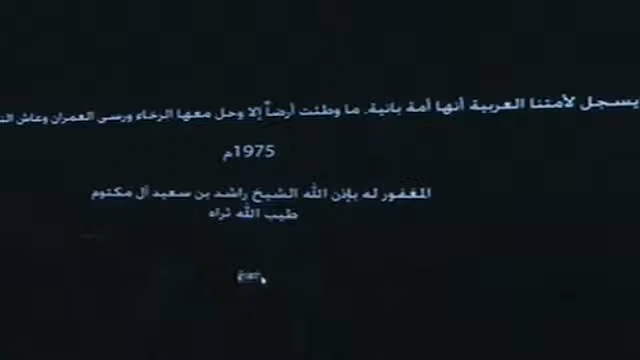 يسجل لأمتنا العربية أنها أمة بانية. ما وطئت أرضاً إلا وحل معها الرخاء ورسى العمران وعاش
1975م
المغفور له بإذن الله الشيخ راشد بن سعيد آل مكتوم
طيب الله ثراه